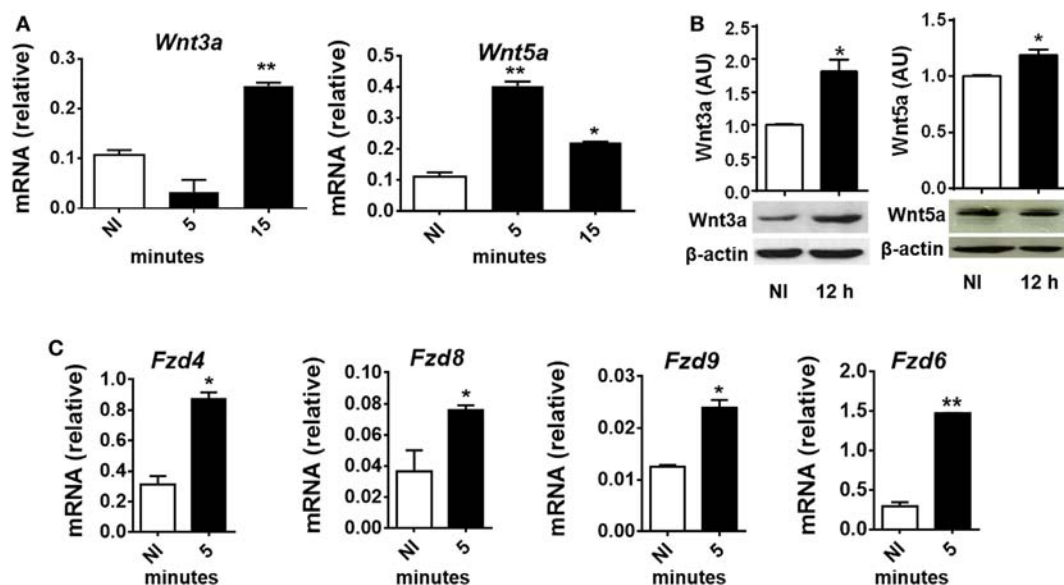 A
Wnt3a
mRNA (relative)
0.3
0.2
0.1
0.0
**
NI
5
15
minutes
Wnt5a
mRNA (relative)
0.5
0.4
0.3
0.2
0.1
0.0
**
*
NI
5
15
minutes
B
Wnt3a (AU)
2.0
1.5
1.0
0.5
0.0
*
Wnt3a
β-actin
NI 12 h
Wnt5a (AU)
1.5
1.0
0.5
0.0
*
Wnt5a
β-actin
NI 12 h
C
Fzd4
mRNA (relative)
1.0
0.8
0.6
0.4
0.2
0.0
*
NI
5
minutes
Fzd8
mRNA (relative)
0.10
0.08
0.06
0.04
0.02
0.00
*
NI
5
minutes
Fzd9
mRNA (relative)
0.03
0.02
0.01
0.00
*
NI
5
minutes
Fzd6
mRNA (relative)
2.0
1.5
1.0
0.50
0.0
**
NI
5
minutes